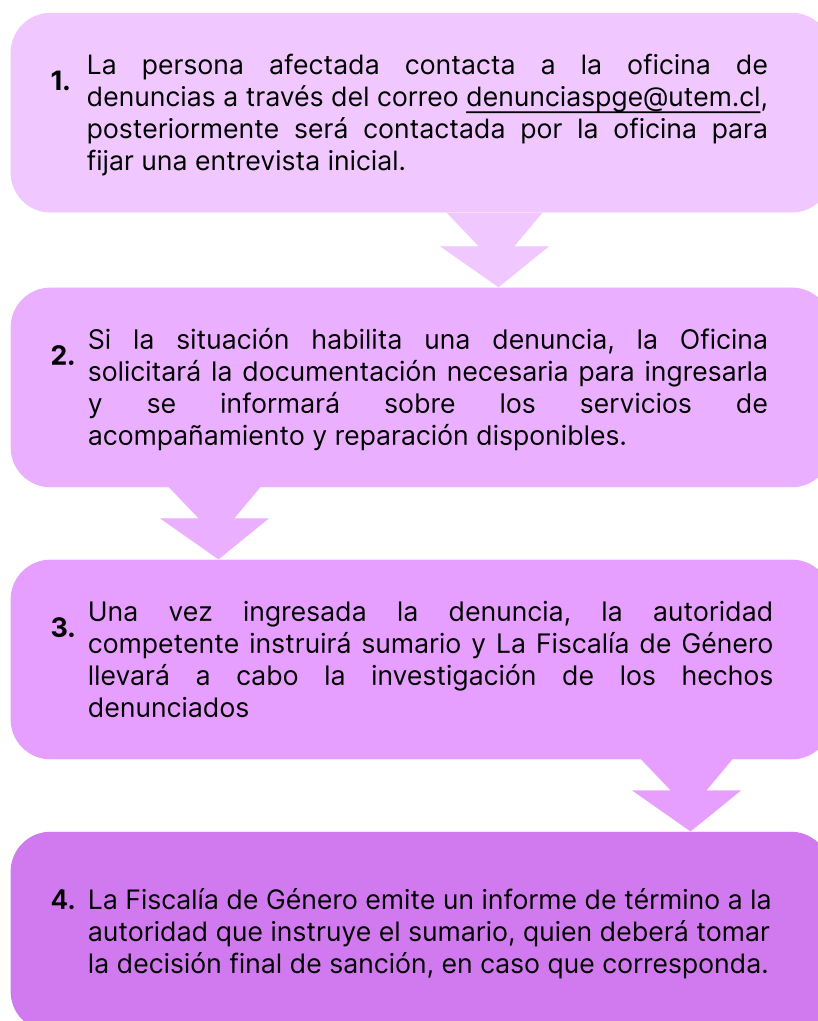 1. La persona afectada contacta a la oficina de
denuncias a través del correo denunciaspge@utem.cl,
posteriormente será contactada por la oficina para
fijar una entrevista inicial.
2. Si la situación habilita una denuncia, la Oficina
solicitará la documentación necesaria para ingresarla
y se informará sobre los servicios de
acompañamiento y reparación disponibles.
3. Una vez ingresada la denuncia, la autoridad
competente instruirá sumario y La Fiscalía de Género
llevará a cabo la investigación de los hechos
denunciados
4. La Fiscalía de Género emite un informe de término a la
autoridad que instruye el sumario, quien deberá tomar
la decisión final de sanción, en caso que corresponda.